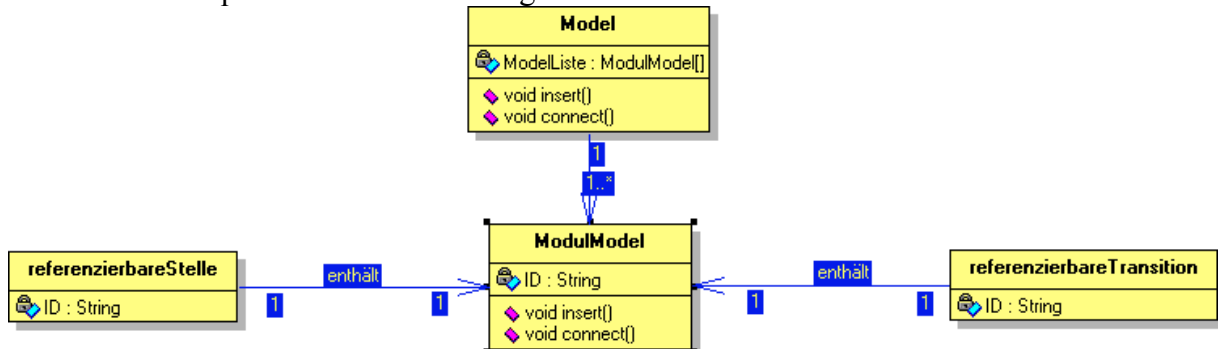 Model
ModelListe : ModulModel[]
void insert()
void connect()
1
1..*
ModulModel
ID : String
void insert()
void connect()
referenzierbareStelle
ID : String
enthält
1
1
enthält
1
1
referenzierbareTransition
ID : String